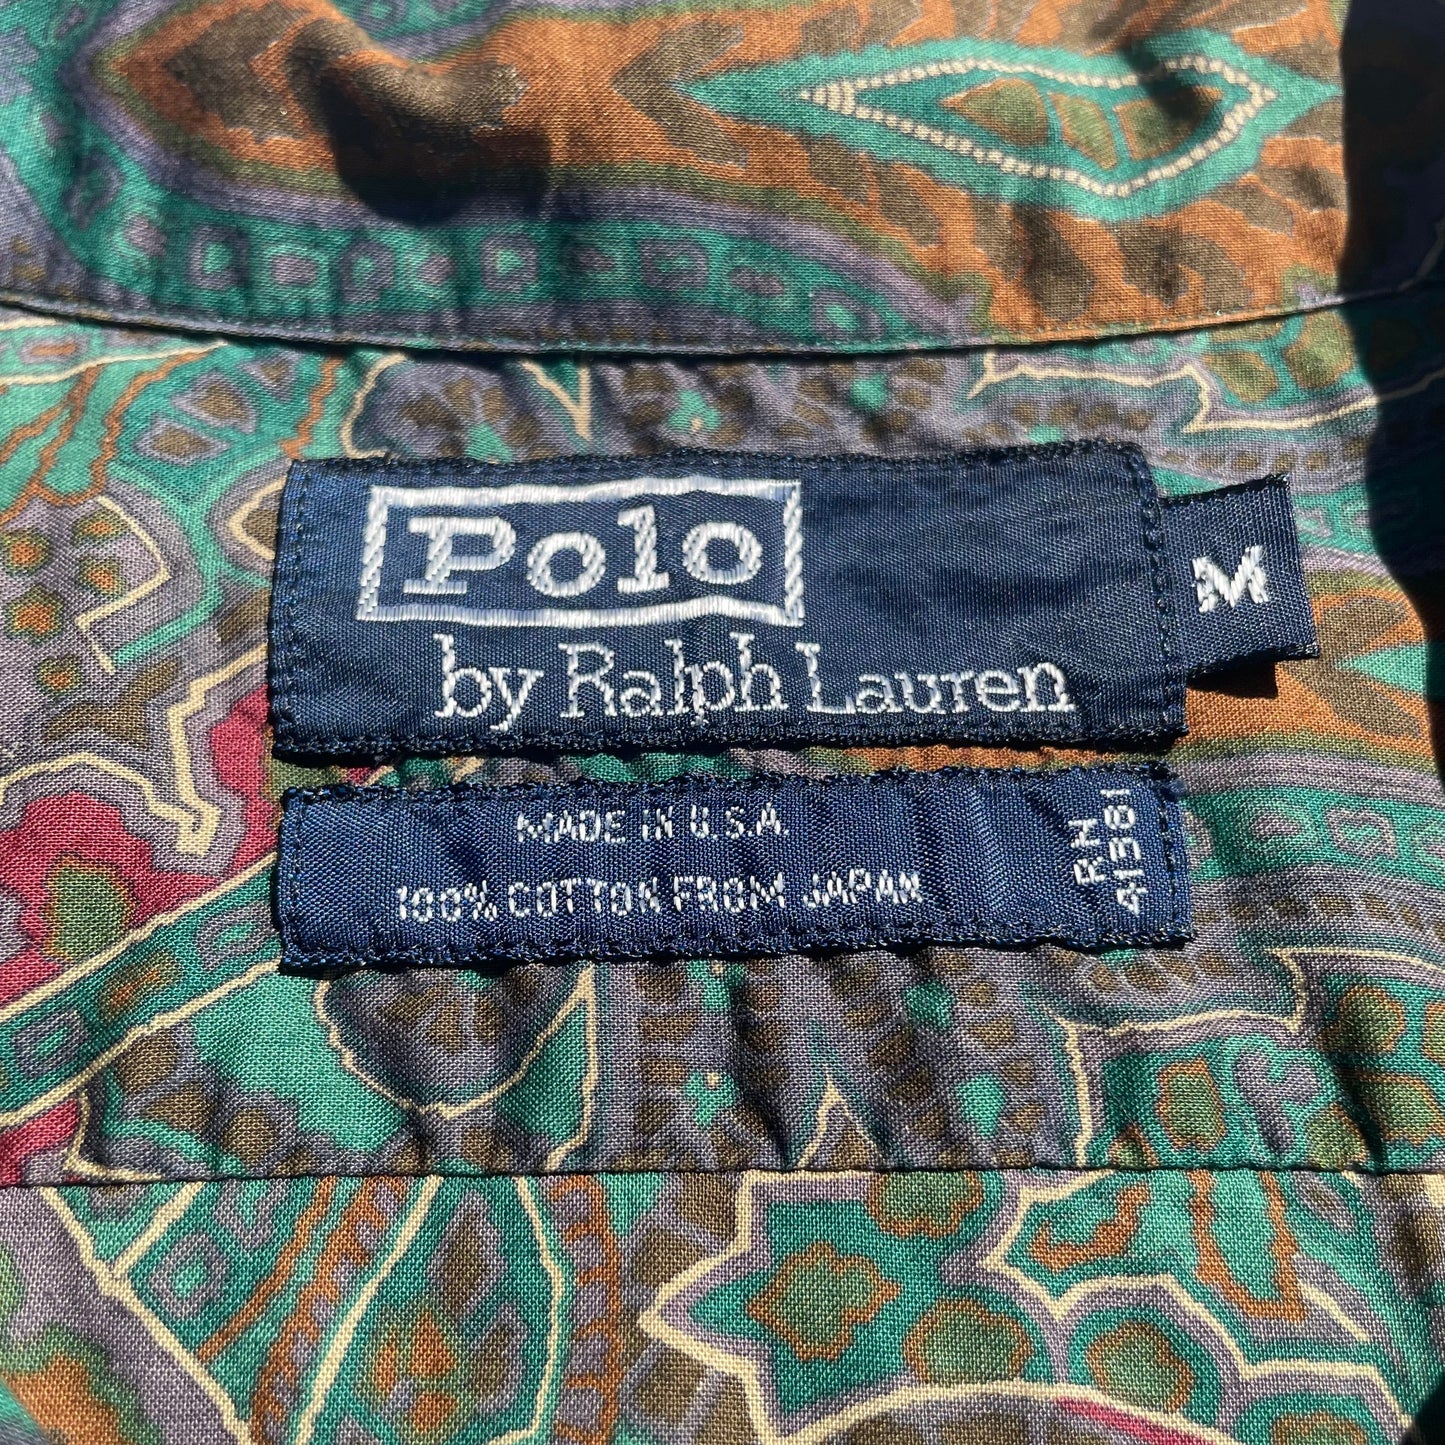 Polo
by Ralph Lauren
M
MADE IN U.S.A.
100% COTTON FROM JAPAN
RN
41381